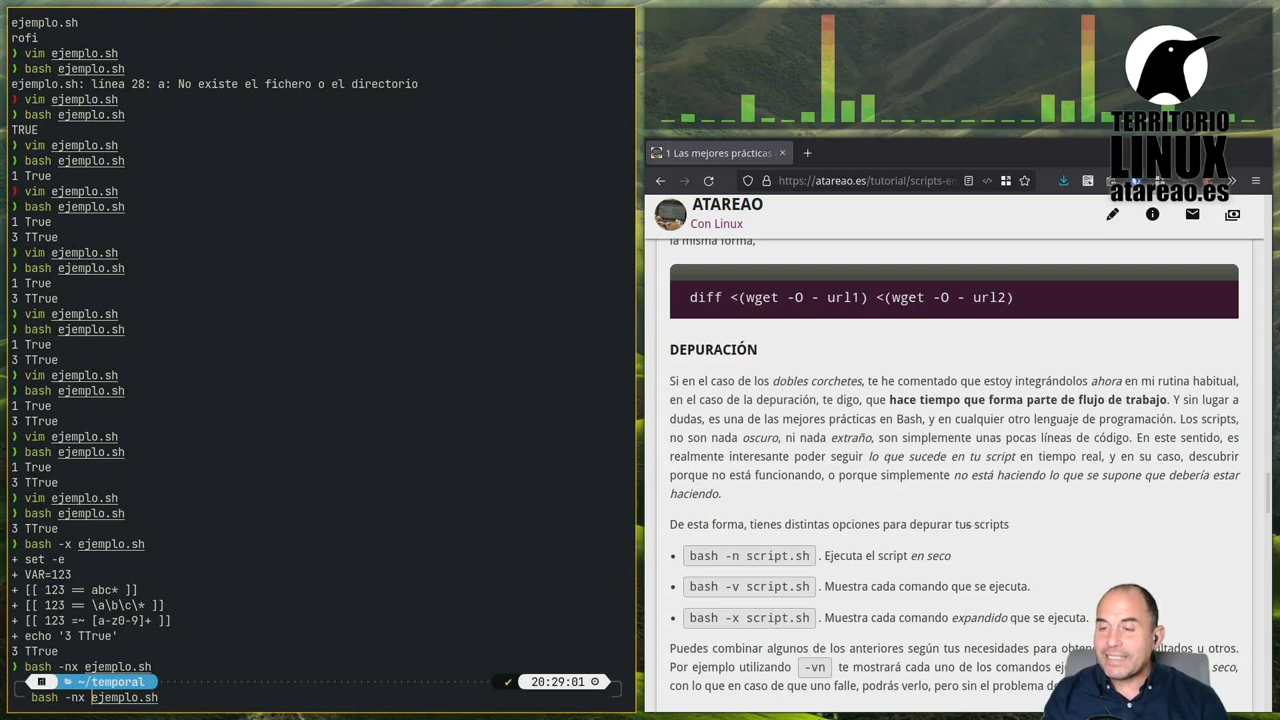 ejemplo.sh
rofi
❯ vim ejemplo.sh
❯ bash ejemplo.sh
ejemplo.sh: línea 28: a: No existe el fichero o el directorio
❯ vim ejemplo.sh
❯ bash ejemplo.sh
TRUE
❯ vim ejemplo.sh
❯ bash ejemplo.sh
1 True
❯ vim ejemplo.sh
❯ bash ejemplo.sh
1 True
3 TTrue
❯ vim ejemplo.sh
❯ bash ejemplo.sh
1 True
3 TTrue
❯ vim ejemplo.sh
❯ bash ejemplo.sh
1 True
3 TTrue
❯ vim ejemplo.sh
❯ bash ejemplo.sh
1 True
3 TTrue
❯ vim ejemplo.sh
❯ bash ejemplo.sh
1 True
3 TTrue
❯ vim ejemplo.sh
❯ bash ejemplo.sh
3 TTrue
❯ bash -x ejemplo.sh
+ set -e
+ VAR=123
+ [[ 123 == abc* ]]
+ [[ 123 == \a\b\c\* ]]
+ [[ 123 =~ [a-z0-9]+ ]]
+ echo '3 TTrue'
3 TTrue
❯ bash -nx ejemplo.sh
~/temporal ✔ 20:29:01
bash -nx ejemplo.sh
TERRITORIO
LINUX
atareao.es
1 Las mejores prácticas
https://atareao.es/tutorial/scripts-en
ATAREAO
Con Linux
la misma forma,
diff <(wget -O - url1) <(wget -O - url2)
DEPURACIÓN
Si en el caso de los dobles corchetes, te he comentado que estoy integrándolos ahora en mi rutina habitual,
en el caso de la depuración, te digo, que hace tiempo que forma parte de flujo de trabajo. Y sin lugar a
dudas, es una de las mejores prácticas en Bash, y en cualquier otro lenguaje de programación. Los scripts,
no son nada oscuro, ni nada extraño, son simplemente unas pocas líneas de código. En este sentido, es
realmente interesante poder seguir lo que sucede en tu script en tiempo real, y en su caso, descubrir
porque no está funcionando, o porque simplemente no está haciendo lo que se supone que debería estar
haciendo.
De esta forma, tienes distintas opciones para depurar tus scripts
• bash -n script.sh . Ejecuta el script en seco
• bash -v script.sh . Muestra cada comando que se ejecuta.
• bash -x script.sh . Muestra cada comando expandido que se ejecuta.
Puedes combinar algunos de los anteriores según tus necesidades para u otros.
Por ejemplo utilizando -vn te mostrará cada uno de los comandos seco,
con lo que en caso de que uno falle, podrás verlo, pero sin el problema